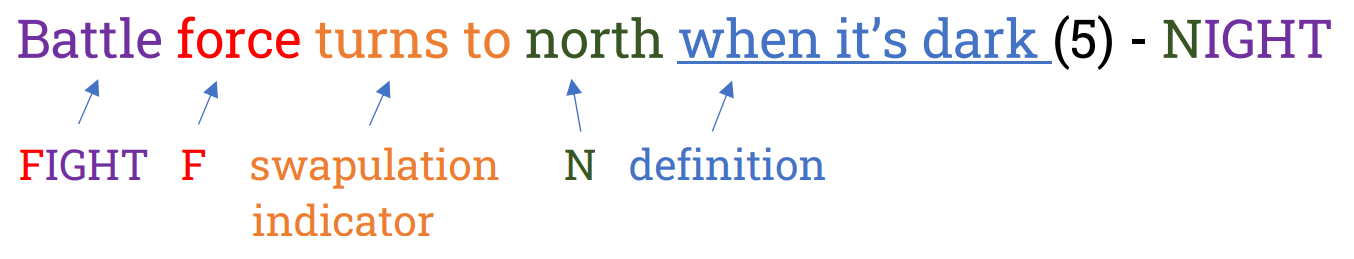 Battle force turns to north when it's dark (5) - NIGHT
FIGHT F swapulation N definition
indicator